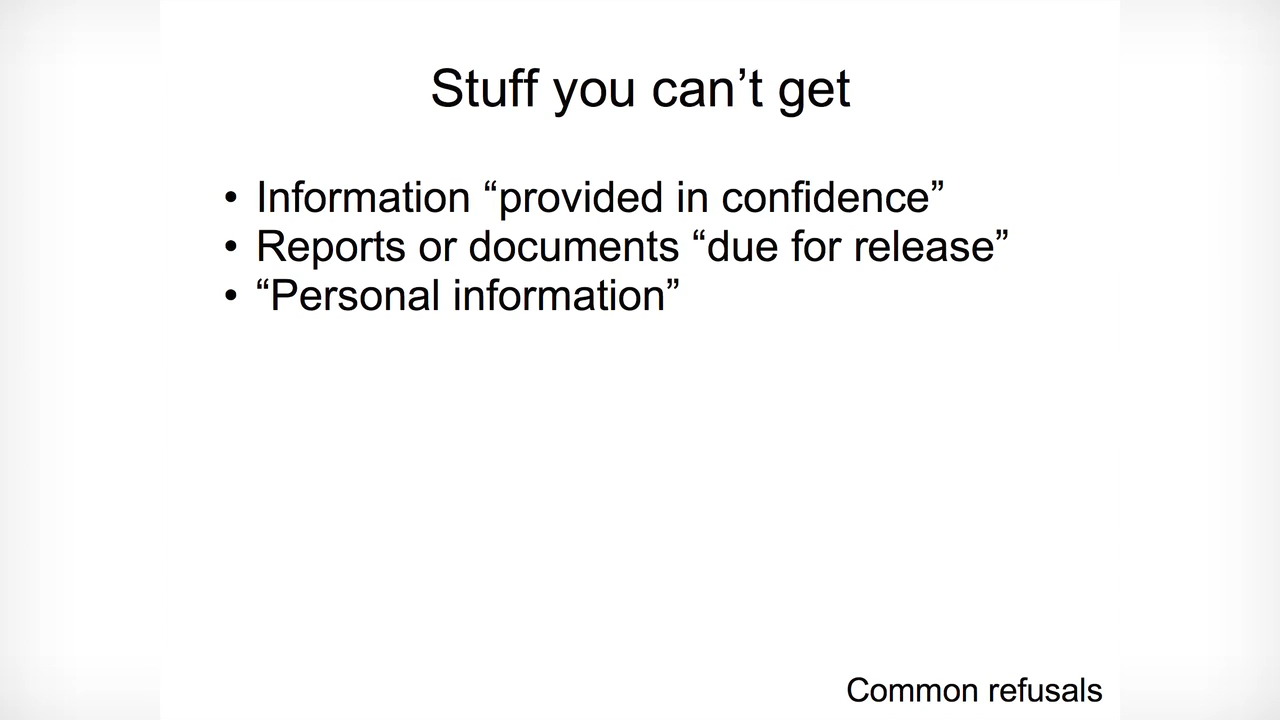 Stuff you can’t get
• Information “provided in confidence”
• Reports or documents “due for release”
• “Personal information”
Common refusals